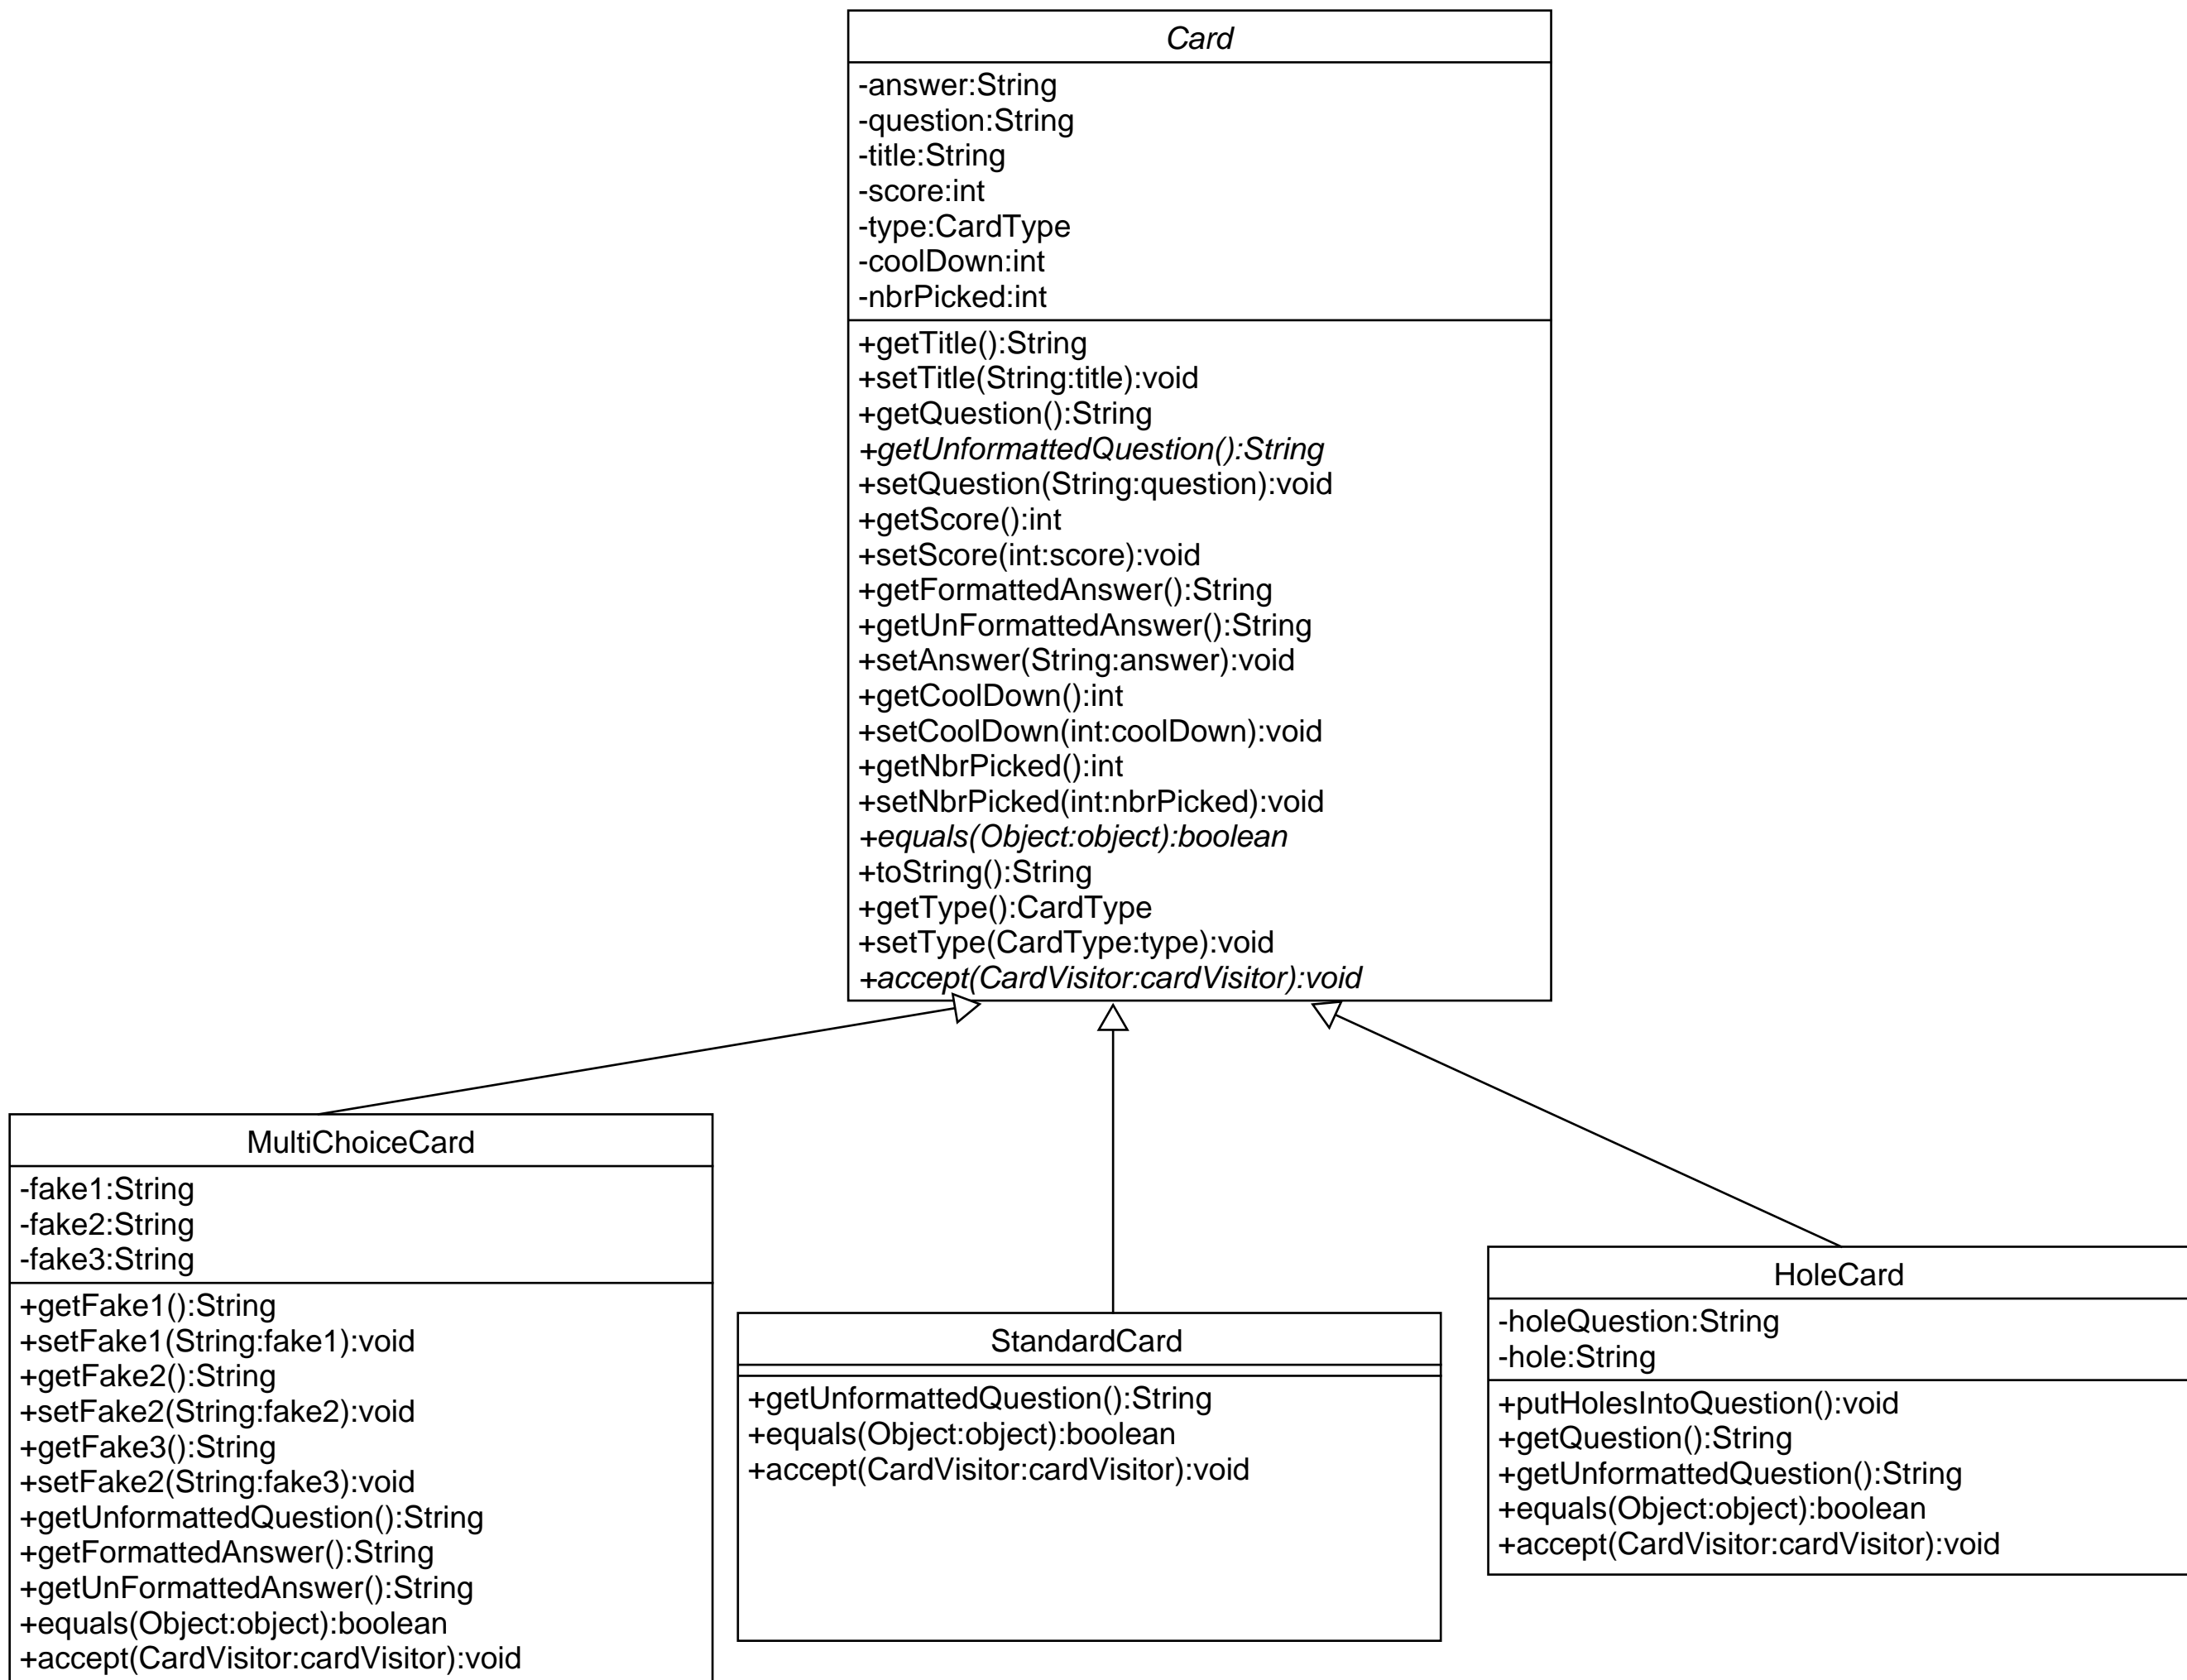 Card
-answer:String
-question:String
-title:String
-score:int
-type:CardType
-coolDown:int
-nbrPicked:int
+getTitle():String
+setTitle(String:title):void
+getQuestion():String
+getUnformattedQuestion():String
+setQuestion(String:question):void
+getScore():int
+setScore(int:score):void
+getFormattedAnswer():String
+getUnFormattedAnswer():String
+setAnswer(String:answer):void
+getCoolDown():int
+setCoolDown(int:coolDown):void
+getNbrPicked():int
+setNbrPicked(int:nbrPicked):void
+equals(Object:object):boolean
+toString():String
+getType():CardType
+setType(CardType:type):void
+accept(CardVisitor:cardVisitor):void
MultiChoiceCard
-fake1:String
-fake2:String
-fake3:String
+getFake1():String
+setFake1(String:fake1):void
+getFake2():String
+setFake2(String:fake2):void
+getFake3():String
+setFake2(String:fake3):void
+getUnformattedQuestion():String
+getFormattedAnswer():String
+getUnFormattedAnswer():String
+equals(Object:object):boolean
+accept(CardVisitor:cardVisitor):void
StandardCard
+getUnformattedQuestion():String
+equals(Object:object):boolean
+accept(CardVisitor:cardVisitor):void
HoleCard
-holeQuestion:String
-hole:String
+putHolesIntoQuestion():void
+getQuestion():String
+getUnformattedQuestion():String
+equals(Object:object):boolean
+accept(CardVisitor:cardVisitor):void